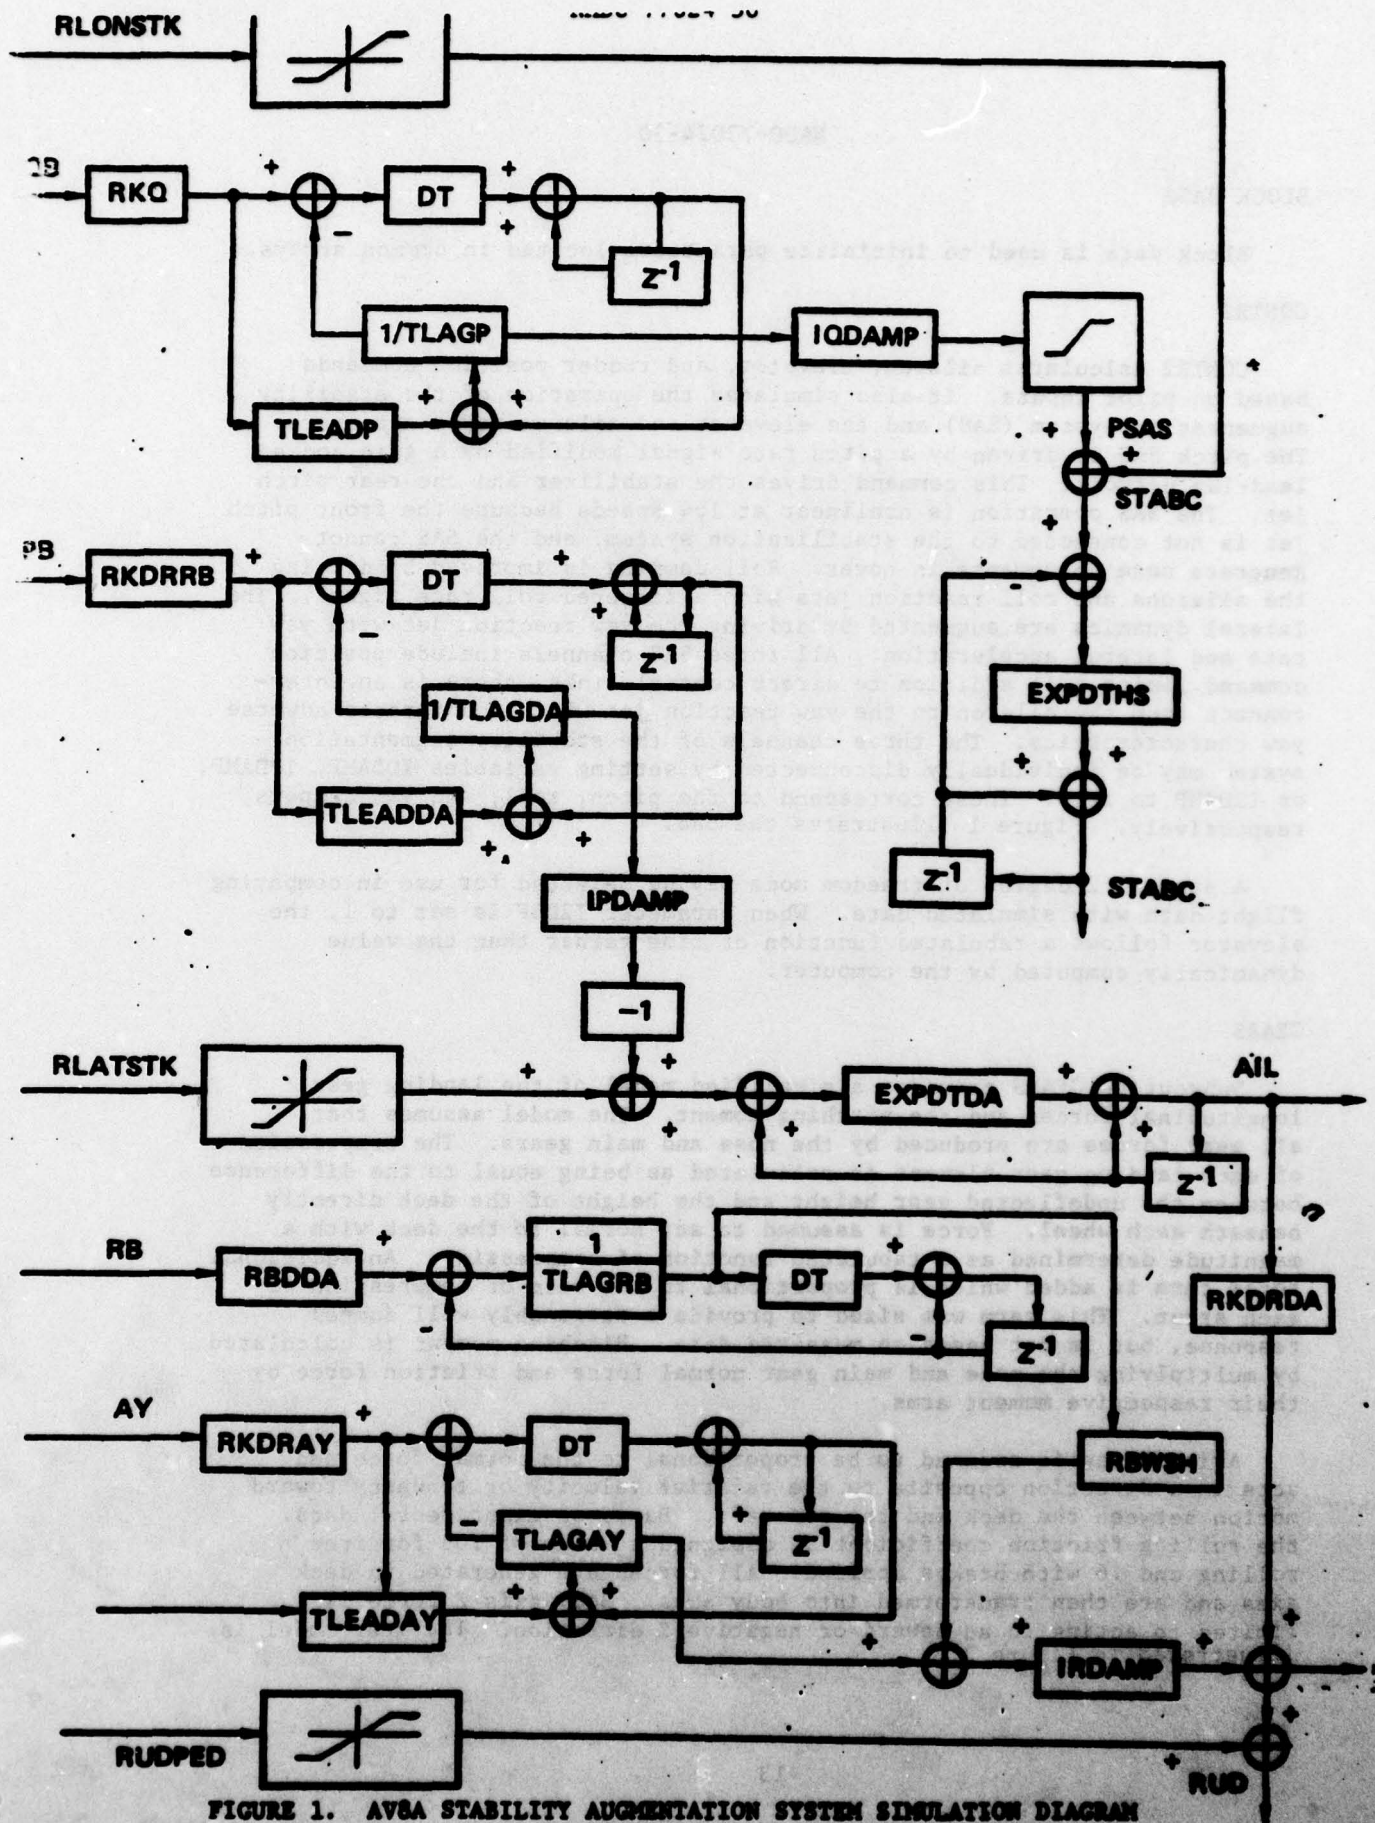 RLONSTK
RKQ
+
+
DT
+
−
Z-1
1/TLAGP
IQDAMP
+
TLEADP
+
+
+
PSAS
+
STABC
+
PB
RKDRRB
+
DT
+
-
−
+
Z-1
EXPDTHS
1/TLAGDA
+
+
TLEADDA
+
+
Z-1
STABC
IPDAMP
−1
RLATSTK
+
+
+
EXPDTDA
+
AIL
+
+
+
Z-1
RB
RBDDA
+
1
TLAGRB
DT
+
RKDRDA
−
−
Z-1
AY
RKDRAY
+
DT
RBWSH
−
TLAGAY
+
Z-1
TLEADAY
+
+
+
+
IRDAMP
+
+
RUDPED
+
+
RUD
FIGURE 1. AV8A STABILITY AUGMENTATION SYSTEM SIMULATION DIAGRAM